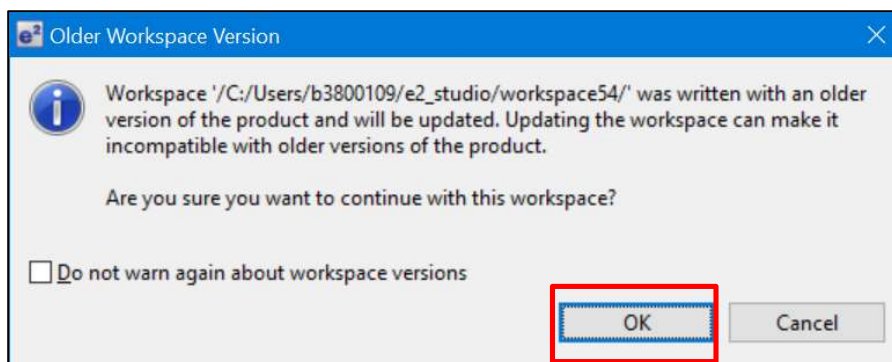 e² Older Workspace Version
Workspace '/C:/Users/b3800109/e2_studio/workspace54/' was written with an older
version of the product and will be updated. Updating the workspace can make it
incompatible with older versions of the product.
Are you sure you want to continue with this workspace?
Do not warn again about workspace versions
OK Cancel